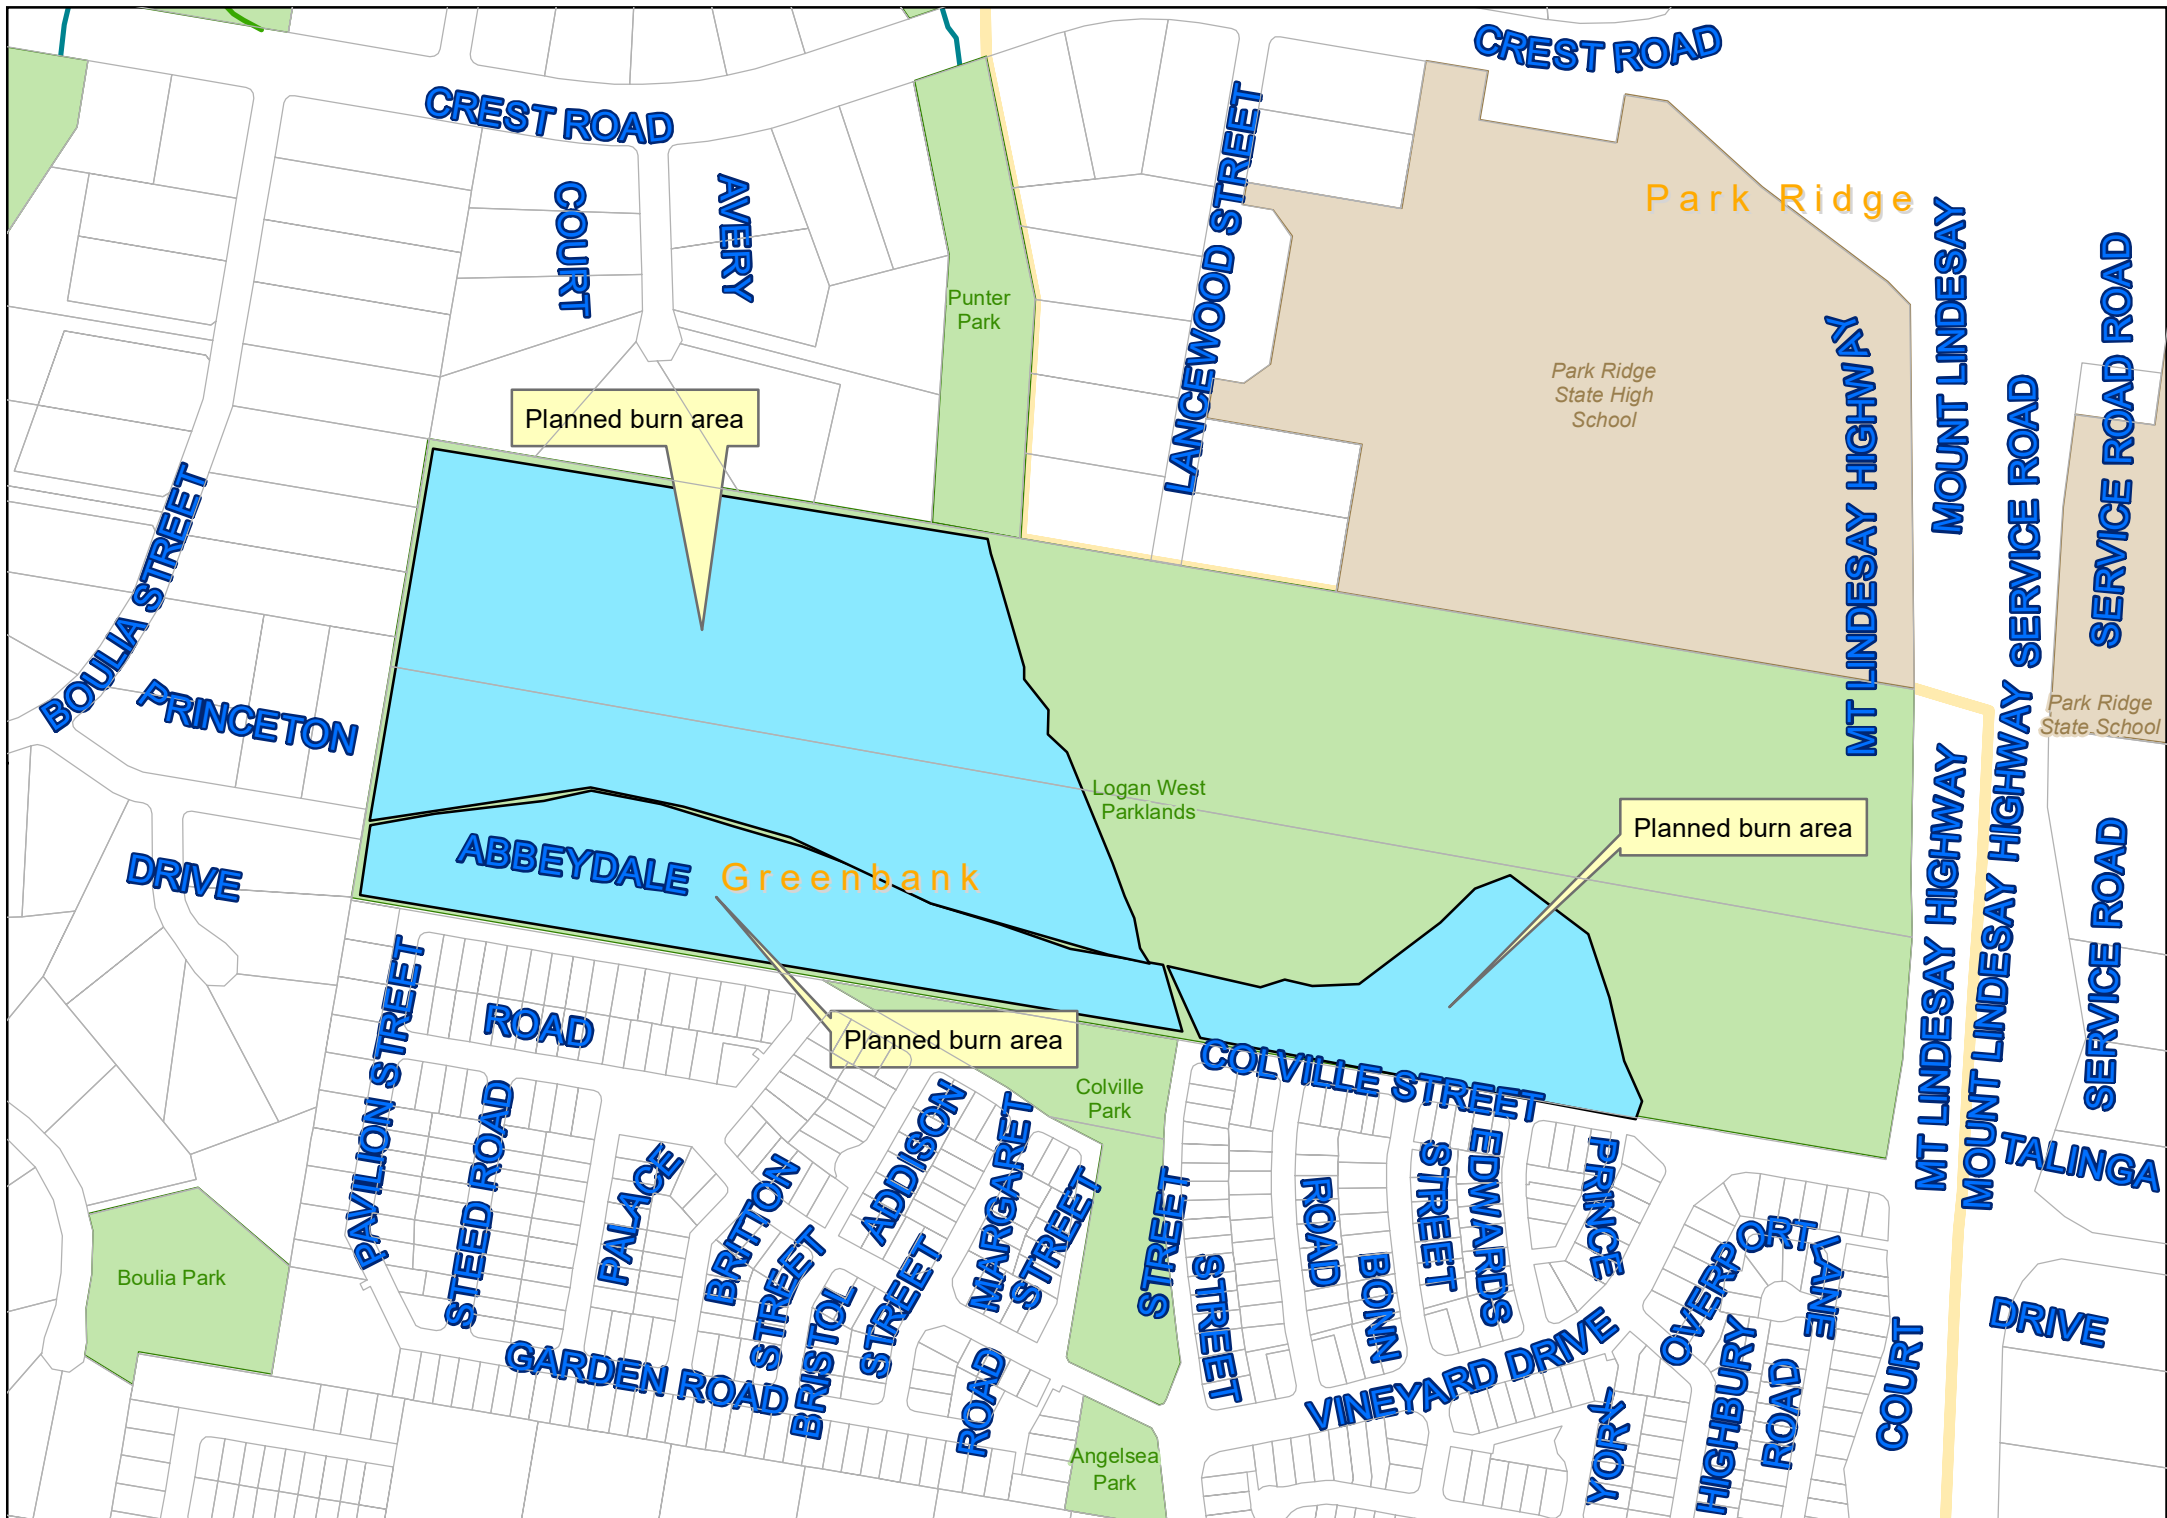 CREST ROAD
CREST ROAD
COURT
AVERY
LANCEWOOD STREET
Park Ridge
MOUNT LINDESAY
SERVICE ROAD ROAD
Punter
Park
MT LINDESAY HIGHWAY
Park Ridge
State High
School
MOUNT LINDESAY HIGHWAY SERVICE ROAD
Planned burn area
BOULIA STREET
PRINCETON
Park Ridge
State School
Logan West
Parklands
Planned burn area
DRIVE
ABBEYDALE
Greenbank
MT LINDESAY HIGHWAY
SERVICE ROAD
PAVILION STREET
ROAD
Planned burn area
COLVILLE STREET
Colville
Park
STEED ROAD
PALACE
BRITTON
STREET
ADDISON
STREET
MARGARET
STREET
STREET
STREET
ROAD
BONN
STREET
EDWARDS
PRINCE
TALINGA
Boulia Park
OVERPORT
LANE
DRIVE
GARDEN ROAD
BRISTOL
ROAD
VINEYARD DRIVE
YORK
HIGHBURY
ROAD
COURT
Angelsea
Park